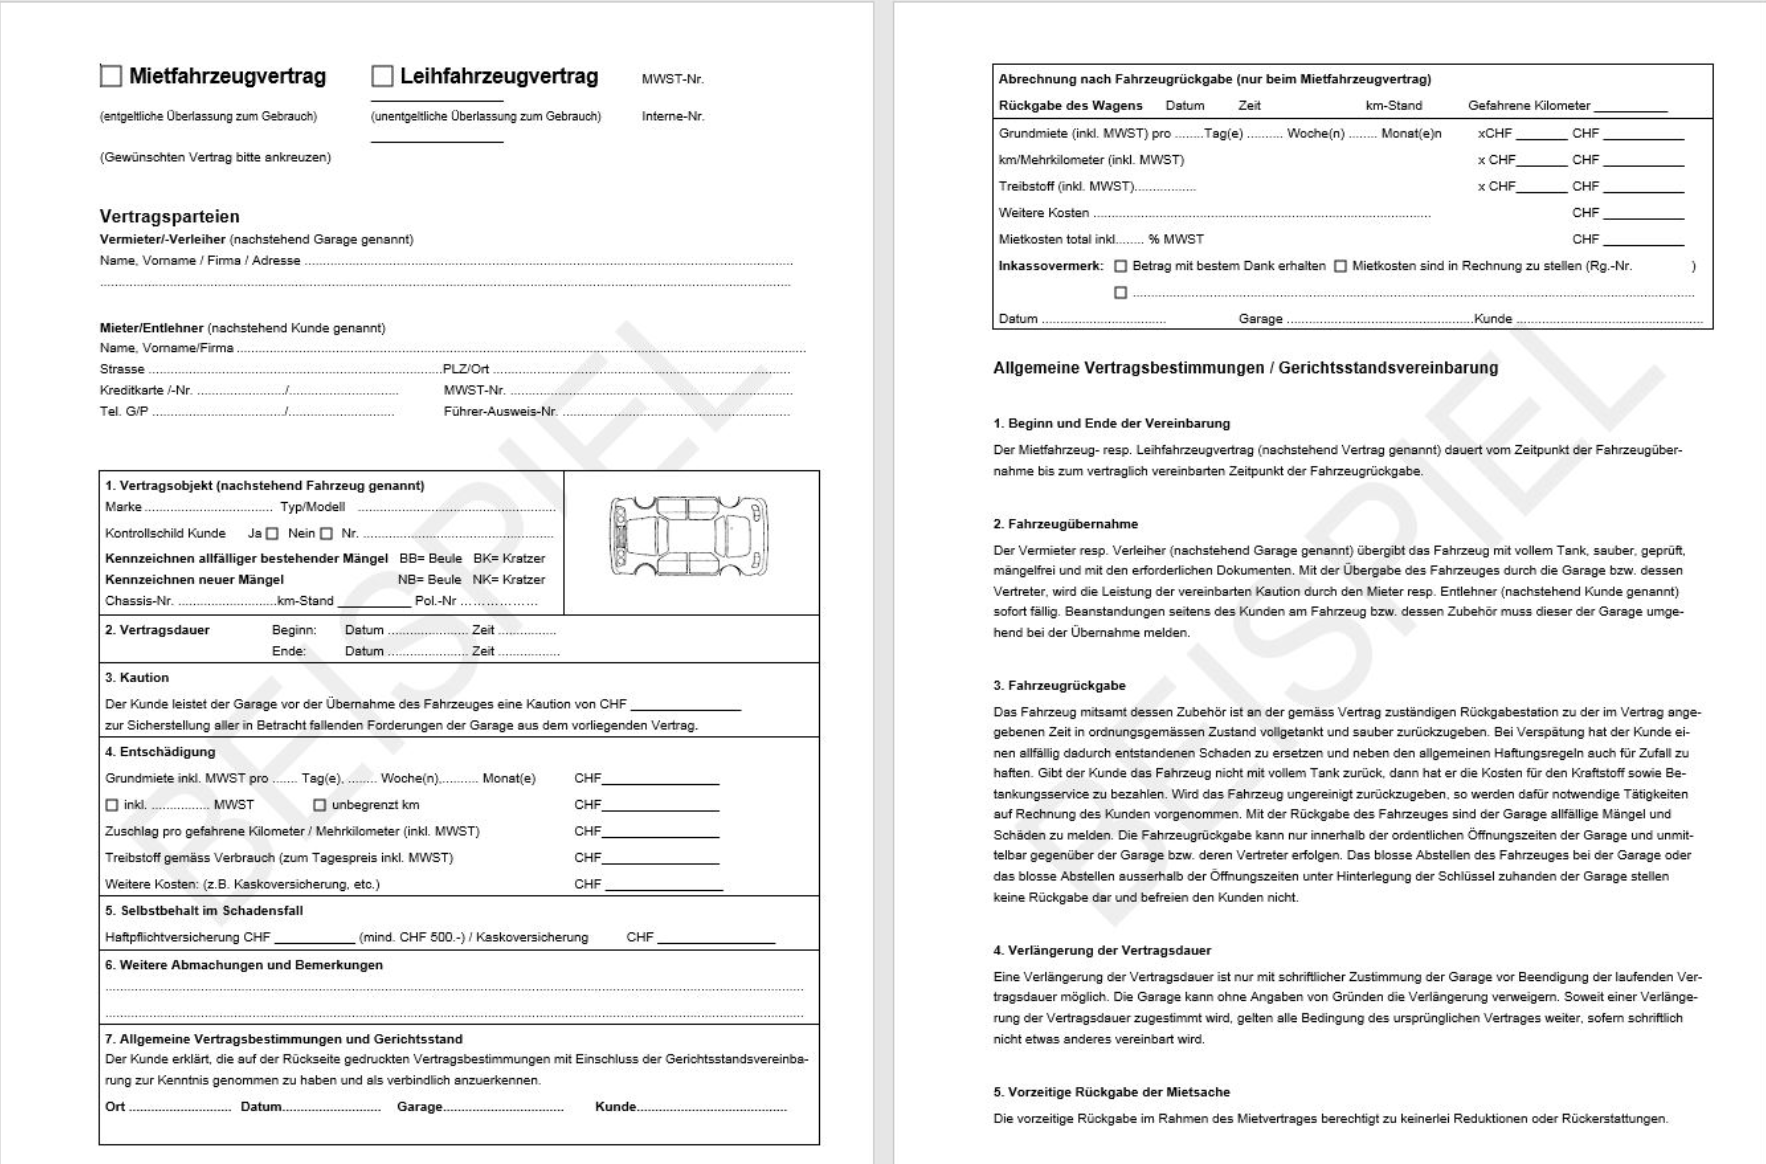 Mietfahrzeugvertrag Leihfahrzeugvertrag MWST-Nr.
(entgeltliche Überlassung zum Gebrauch) (unentgeltliche Überlassung zum Gebrauch) Interne-Nr.
(Gewünschten Vertrag bitte ankreuzen)
Vertragsparteien
Vermieter/-Verleiher (nachstehend Garage genannt)
Name, Vorname / Firma / Adresse
Mieter/Entlehner (nachstehend Kunde genannt)
Name, Vorname/Firma
Strasse PLZ/Ort
Kreditkarte /-Nr. / MWST-Nr.
Tel. G/P / Führer-Ausweis-Nr.
1. Vertragsobjekt (nachstehend Fahrzeug genannt)
Marke Typ/Modell
Kontrollschild Kunde Ja Nein Nr.
Kennzeichnen allfälliger bestehender Mängel BB= Beule BK= Kratzer
Kennzeichnen neuer Mängel NB= Beule NK= Kratzer
Chassis-Nr. km-Stand Pol.-Nr
2. Vertragsdauer Beginn: Datum Zeit
Ende: Datum Zeit
3. Kaution
Der Kunde leistet der Garage vor der Übernahme des Fahrzeuges eine Kaution von CHF
zur Sicherstellung aller in Betracht fallenden Forderungen der Garage aus dem vorliegenden Vertrag.
4. Entschädigung
Grundmiete inkl. MWST pro ....... Tag(e), ........ Woche(n),.......... Monat(e) CHF
inkl. ................ MWST unbegrenzt km CHF
Zuschlag pro gefahrene Kilometer / Mehrkilometer (inkl. MWST) CHF
Treibstoff gemäss Verbrauch (zum Tagespreis inkl. MWST) CHF
Weitere Kosten: (z.B. Kaskoversicherung, etc.) CHF
5. Selbstbehalt im Schadensfall
Haftpflichtversicherung CHF (mind. CHF 500.-) / Kaskoversicherung CHF
6. Weitere Abmachungen und Bemerkungen
7. Allgemeine Vertragsbestimmungen und Gerichtsstand
Der Kunde erklärt, die auf der Rückseite gedruckten Vertragsbestimmungen mit Einschluss der Gerichtsstandsvereinba-
rung zur Kenntnis genommen zu haben und als verbindlich anzuerkennen.
Ort Datum Garage Kunde
BEISPIEL
Abrechnung nach Fahrzeugrückgabe (nur beim Mietfahrzeugvertrag)
Rückgabe des Wagens Datum Zeit km-Stand Gefahrene Kilometer
Grundmiete (inkl. MWST) pro ........Tag(e) .......... Woche(n) ........ Monat(e)n xCHF CHF
km/Mehrkilometer (inkl. MWST) x CHF CHF
Treibstoff (inkl. MWST) x CHF CHF
Weitere Kosten CHF
Mietkosten total inkl........ % MWST CHF
Inkassovermerk: Betrag mit bestem Dank erhalten Mietkosten sind in Rechnung zu stellen (Rg.-Nr. )
Datum Garage Kunde
Allgemeine Vertragsbestimmungen / Gerichtsstandsvereinbarung
1. Beginn und Ende der Vereinbarung
Der Mietfahrzeug- resp. Leihfahrzeugvertrag (nachstehend Vertrag genannt) dauert vom Zeitpunkt der Fahrzeugüber-
nahme bis zum vertraglich vereinbarten Zeitpunkt der Fahrzeugrückgabe.
2. Fahrzeugübernahme
Der Vermieter resp. Verleiher (nachstehend Garage genannt) übergibt das Fahrzeug mit vollem Tank, sauber, geprüft,
mängelfrei und mit den erforderlichen Dokumenten. Mit der Übergabe des Fahrzeuges durch die Garage bzw. dessen
Vertreter, wird die Leistung der vereinbarten Kaution durch den Mieter resp. Entlehner (nachstehend Kunde genannt)
sofort fällig. Beanstandungen seitens des Kunden am Fahrzeug bzw. dessen Zubehör muss dieser der Garage umge-
hend bei der Übernahme melden.
3. Fahrzeugrückgabe
Das Fahrzeug mitsamt dessen Zubehör ist an der gemäss Vertrag zuständigen Rückgabestation zu der im Vertrag ange-
gebenen Zeit in ordnungsgemässen Zustand vollgetankt und sauber zurückzugeben. Bei Verspätung hat der Kunde ei-
nen allfällig dadurch entstandenen Schaden zu ersetzen und neben den allgemeinen Haftungsregeln auch für Zufall zu
haften. Gibt der Kunde das Fahrzeug nicht mit vollem Tank zurück, dann hat er die Kosten für den Kraftstoff sowie Be-
tankungsservice zu bezahlen. Wird das Fahrzeug ungereinigt zurückzugeben, so werden dafür notwendige Tätigkeiten
auf Rechnung des Kunden vorgenommen. Mit der Rückgabe des Fahrzeuges sind der Garage allfällige Mängel und
Schäden zu melden. Die Fahrzeugrückgabe kann nur innerhalb der ordentlichen Öffnungszeiten der Garage und unmit-
telbar gegenüber der Garage bzw. deren Vertreter erfolgen. Das blosse Abstellen des Fahrzeuges bei der Garage oder
das blosse Abstellen ausserhalb der Öffnungszeiten unter Hinterlegung der Schlüssel zuhanden der Garage stellen
keine Rückgabe dar und befreien den Kunden nicht.
4. Verlängerung der Vertragsdauer
Eine Verlängerung der Vertragsdauer ist nur mit schriftlicher Zustimmung der Garage vor Beendigung der laufenden Ver-
tragsdauer möglich. Die Garage kann ohne Angaben von Gründen die Verlängerung verweigern. Soweit einer Verlänge-
rung der Vertragsdauer zugestimmt wird, gelten alle Bedingung des ursprünglichen Vertrages weiter, sofern schriftlich
nicht etwas anderes vereinbart wird.
5. Vorzeitige Rückgabe der Mietsache
Die vorzeitige Rückgabe im Rahmen des Mietvertrages berechtigt zu keinerlei Reduktionen oder Rückerstattungen.
BEISPIEL